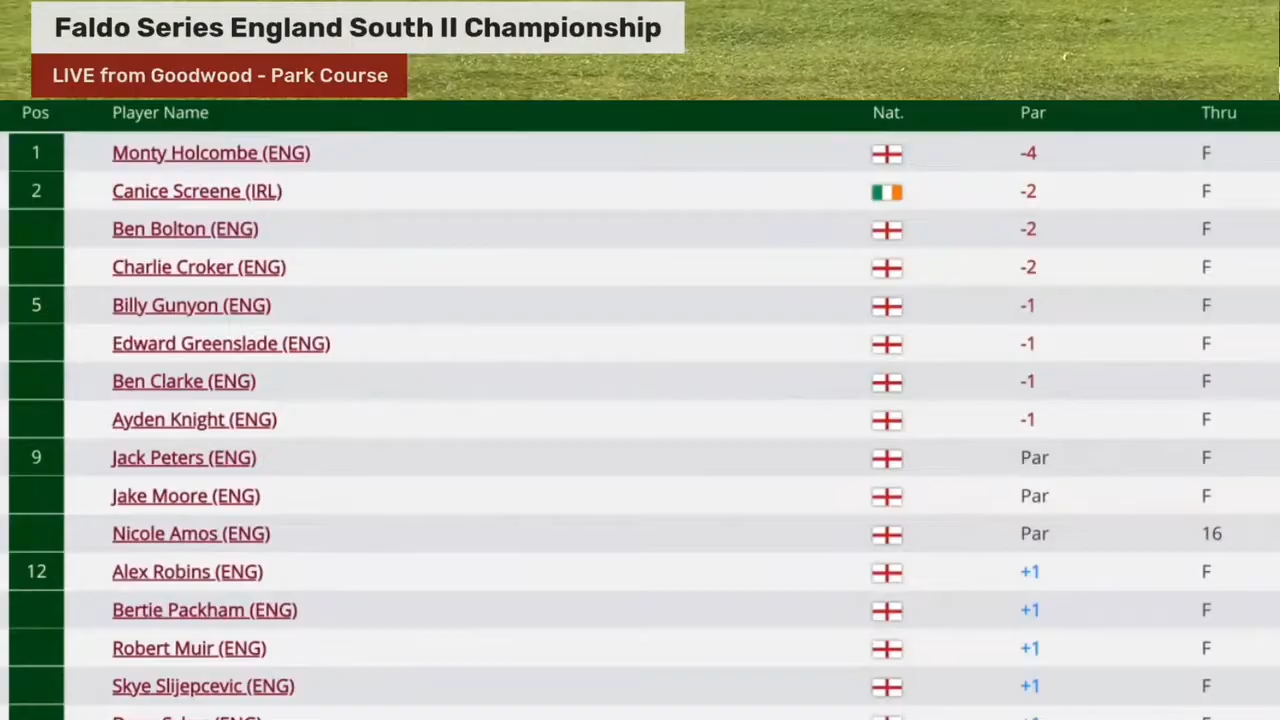 Faldo Series England South II Championship
LIVE from Goodwood - Park Course
Pos Player Name Nat. Par Thru
1 Monty Holcombe (ENG) -4 F
2 Canice Screene (IRL) -2 F
Ben Bolton (ENG) -2 F
Charlie Croker (ENG) -2 F
5 Billy Gunyon (ENG) -1 F
Edward Greenslade (ENG) -1 F
Ben Clarke (ENG) -1 F
Ayden Knight (ENG) -1 F
9 Jack Peters (ENG) Par F
Jake Moore (ENG) Par F
Nicole Amos (ENG) Par 16
12 Alex Robins (ENG) +1 F
Bertie Packham (ENG) +1 F
Robert Muir (ENG) +1 F
Skye Slijepcevic (ENG) +1 F